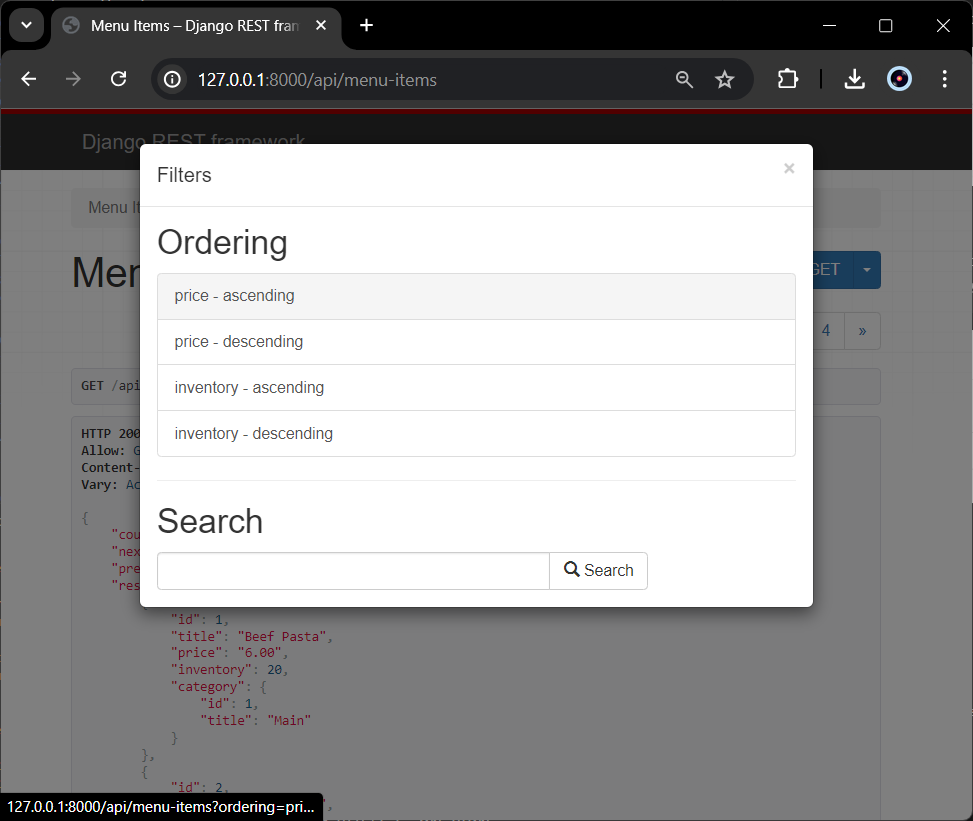 Menu Items – Django REST fram
127.0.0.1:8000/api/menu-items
Django REST framework
Filters
×
Menu It
Ordering
Men
GET
price - ascending
price - descending
4 »
inventory - ascending
GET /api
inventory - descending
HTTP 200
Allow: G
Content-
Vary: Ac
Search
{
"cou
"nex
"pre
"res
Search
"id": 1,
"title": "Beef Pasta",
"price": "6.00",
"inventory": 20,
"category": {
"id": 1,
"title": "Main"
}
},
{
"id": 2,
127.0.0.1:8000/api/menu-items?ordering=pri...